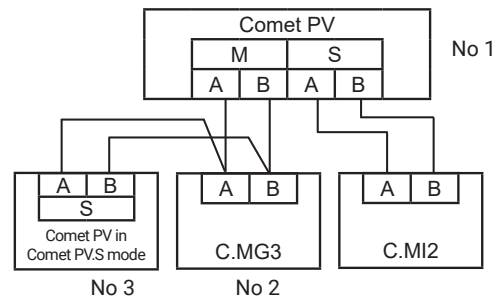 Comet PV
M S
No 1
A B A B
A B
S
Comet PV in
Comet PV.S mode
A B
C.MG3
A B
C.MI2
No 3 No 2